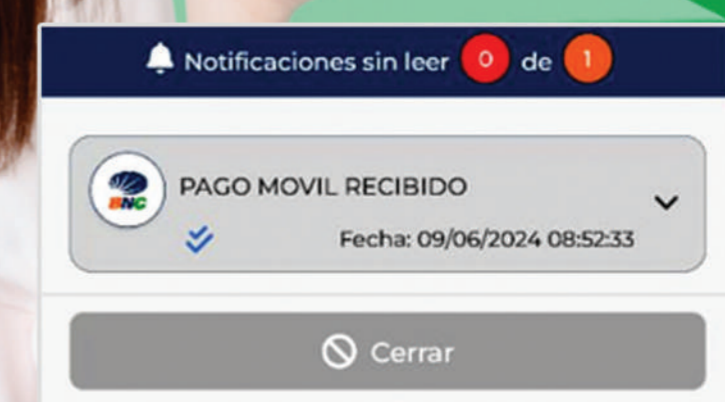 Notificaciones sin leer 0 de 1
PAGO MOVIL RECIBIDO
BNC
Fecha: 09/06/2024 08:52:33
Cerrar